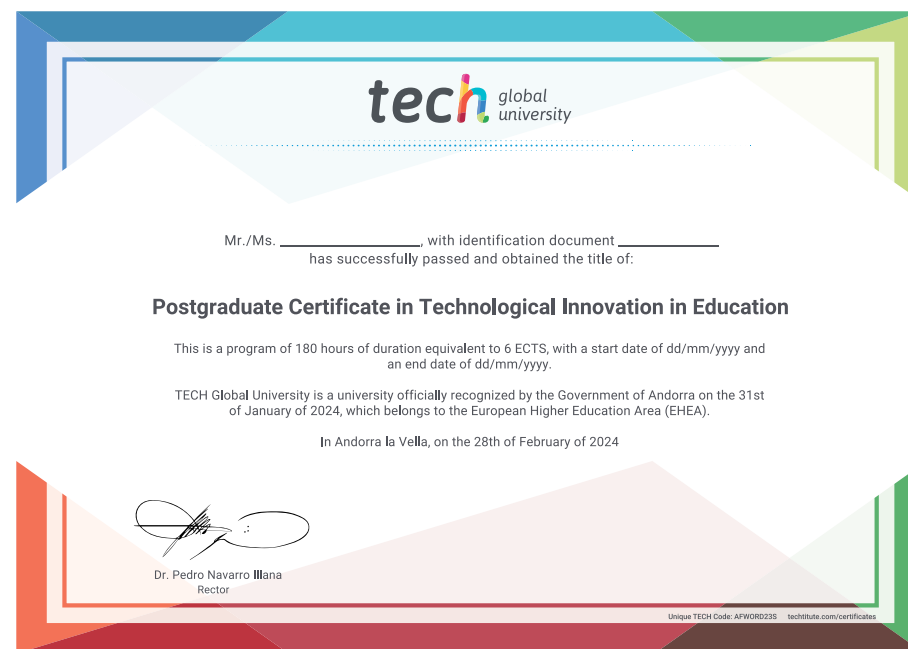 tech global
university
Mr./Ms. ____________________, with identification document ______________
has successfully passed and obtained the title of:
Postgraduate Certificate in Technological Innovation in Education
This is a program of 180 hours of duration equivalent to 6 ECTS, with a start date of dd/mm/yyyy and
an end date of dd/mm/yyyy.
TECH Global University is a university officially recognized by the Government of Andorra on the 31st
of January of 2024, which belongs to the European Higher Education Area (EHEA).
In Andorra la Vella, on the 28th of February of 2024
Dr. Pedro Navarro Illana
Rector
Unique TECH Code: AFWORD23S techtitute.com/certificates